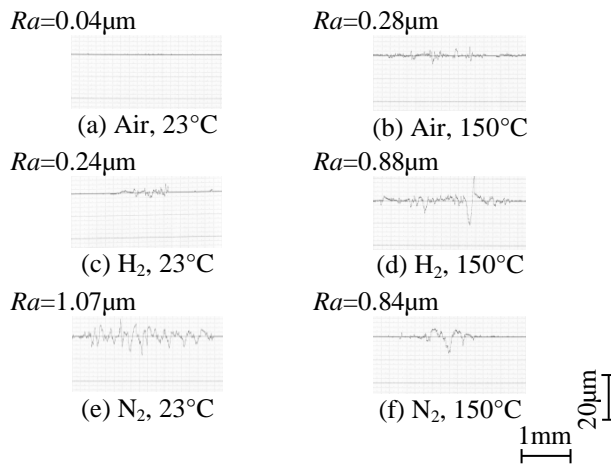 Ra=0.04μm
Ra=0.28μm
(a) Air, 23°C
(b) Air, 150°C
Ra=0.24μm
Ra=0.88μm
(c) H₂, 23°C
(d) H₂, 150°C
Ra=1.07μm
Ra=0.84μm
(e) N₂, 23°C
(f) N₂, 150°C
20μm
1mm